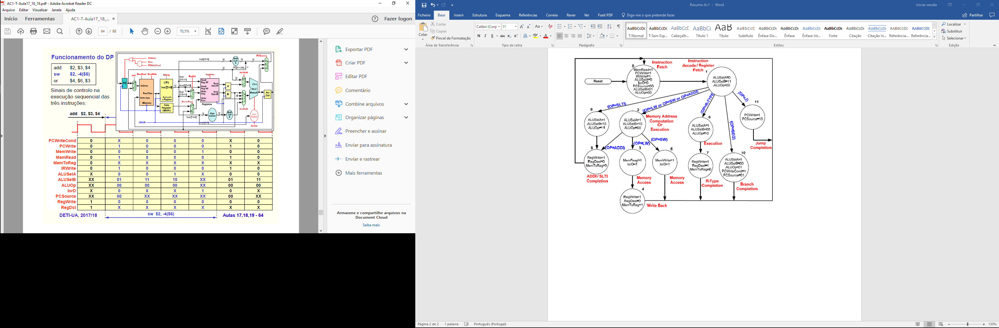 AC1-T-Aula17_18_19.pdf - Adobe Acrobat Reader DC
Arquivo Editar Visualizar Janela Ajuda
Início Ferramentas AC1-T-Aula17_18_... × Fazer logon
64 / 68 70,5%
Funcionamento do DP
add $2, $3, $4
sw $2, -4($6)
or $4, $6, $3
Sinais de controlo na
execução sequencial das
três instruções:
add $2, $3, $4
PCWrite
Zero
PCWriteCond
Inst[25-0]
Shift
Left
2
PCSource
PC[31-28]
IorD MemRead MemWrite IRWrite RegDst RegWrite ALUSelA
PC
Address
Read Data
Write Data
Memory
(IR)
Inst[31-0]
Instruction Register
Data
Register
(MDR)
Inst
[25-21]
[20-16]
Inst
[15-11]
MemtoReg
Inst [15-0]
Read
Reg. #1
Read
Reg. #2
Write
Reg.
Write
Data
Read
Data #1
Read
Data #2
Registos
A
B
4
Zero
ALU
Result
Alu
Out
ALUSelB
Sign
Extend
Shift
Left
2
ALU
Control
ALUOp
clock
Inst[5-0]
PCWriteCond 0 X 0 0 0 X 0
PCWrite 0 1 0 0 0 1 0
MemWrite 0 0 0 0 1 0 0
MemRead 0 1 0 0 0 1 0
MemToReg 0 X X X X X X
IRWrite 0 1 0 0 0 1 0
ALUSelA X 0 0 1 X 0 0
ALUSelB XX 01 11 10 XX 01 11
ALUOp XX 00 00 00 XX 00 00
IorD X 0 X X 1 0 X
PCSource XX 00 XX XX XX 00 XX
RegWrite 1 0 0 0 0 0 0
RegDst 1 X X X X X X
DETI-UA, 2017/18 sw $2, -4($6) Aulas 17,18,19 - 64
Exportar PDF
Criar PDF
Editar PDF
Comentário
Combine arquivos
Organizar páginas
Preencher e assinar
Enviar para assinatura
Enviar e rastrear
Mais ferramentas
Armazene e compartilhe arquivos na
Document Cloud
Saiba mais
Resumo Ac1 - Word Iniciar sessão
Ficheiro Base Inserir Estrutura Esquema Referências Correio Rever Ver Foxit PDF Diga-me o que pretende fazer Partilhar
Colar
Cortar
Copiar
Pincel de Formatação
Área de Transferência
Calibri (Corp 11
N I S abc x₂ x²
Tipo de Letra
Parágrafo
AaBbCcDc AaBbCcDc AaBbCcE AaBbCc AaB AaBbCcD AaBbCcDc AaBbCcDc AaBbCcDc AaBbCcDc AaBbCcDc AaBbCcDc AABBCCDE AABBCCDE
¶ Normal ¶ Sem Esp... Cabeçalh... Título 1 Título Subtítulo Ênfase Dis... Ênfase Ênfase Int... Forte Citação Citação In... Referência... Referência...
Estilos
Localizar
Substituir
Selecionar
Edição
Reset
0
Instruction
Fetch
MemRead=1
PCWrite=1
IRWrite=1
ALUSelA=0
IorD=0
PCSource=00
ALUSelB=01
ALUOp=00
Instruction
decode / Register
Fetch
1
ALUSelA=0
ALUSelB=11
ALUOp=00
(OP=SLTI)
(OP=LW or OP=SW or OP=ADDI)
(OP=R-TYPE)
(OP=BEQ)
(OP=J)
8
ALUSelA=1
ALUSelB=10
ALUOp=11
2
ALUSelA=1
ALUSelB=10
ALUOp=00
Memory Address
Computation
Or
Execution
6
ALUSelA=1
ALUSelB=00
ALUOp=10
Execution
11
PCWrite=1
PCSource=10
Jump
Completion
(OP=ADDI)
(OP=LW)
(OP=SW)
9
RegWrite=1
RegDest=0
MemToReg=0
ADDI / SLTI
Completion
3
MemRead=1
IorD=1
Memory
Access
5
MemWrite=1
IorD=1
Memory
Access
7
RegWrite=1
RegDest=1
MemToReg=0
R-Type
Completion
10
ALUSelA=1
ALUSelB=00
ALUOp=01
PCWriteCond=1
PCSource=01
Branch
Completion
4
RegWrite=1
RegDest=0
MemToReg=1
Write Back
Página 2 de 2 1 palavra Português (Portugal) 130%